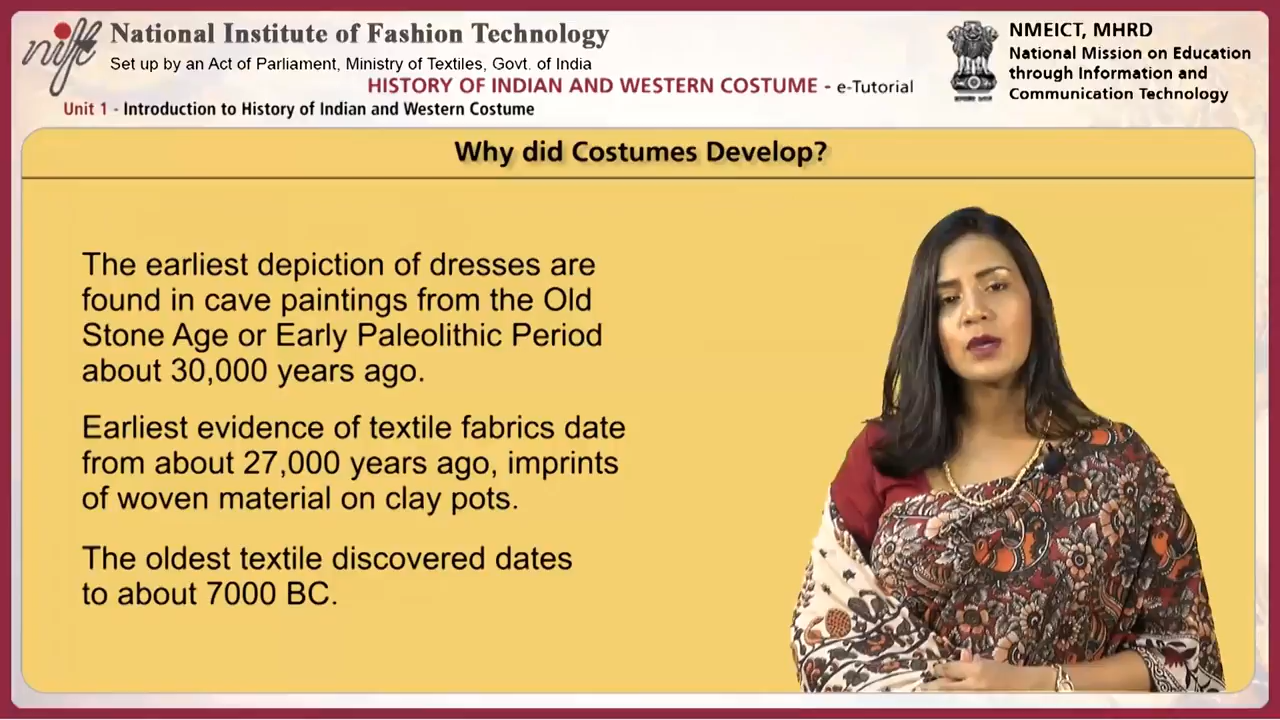 nift
National Institute of Fashion Technology
Set up by an Act of Parliament, Ministry of Textiles, Govt. of India
HISTORY OF INDIAN AND WESTERN COSTUME - e-Tutorial
Unit 1 - Introduction to History of Indian and Western Costume
NMEICT, MHRD
National Mission on Education
through Information and
Communication Technology
Why did Costumes Develop?
The earliest depiction of dresses are
found in cave paintings from the Old
Stone Age or Early Paleolithic Period
about 30,000 years ago.
Earliest evidence of textile fabrics date
from about 27,000 years ago, imprints
of woven material on clay pots.
The oldest textile discovered dates
to about 7000 BC.